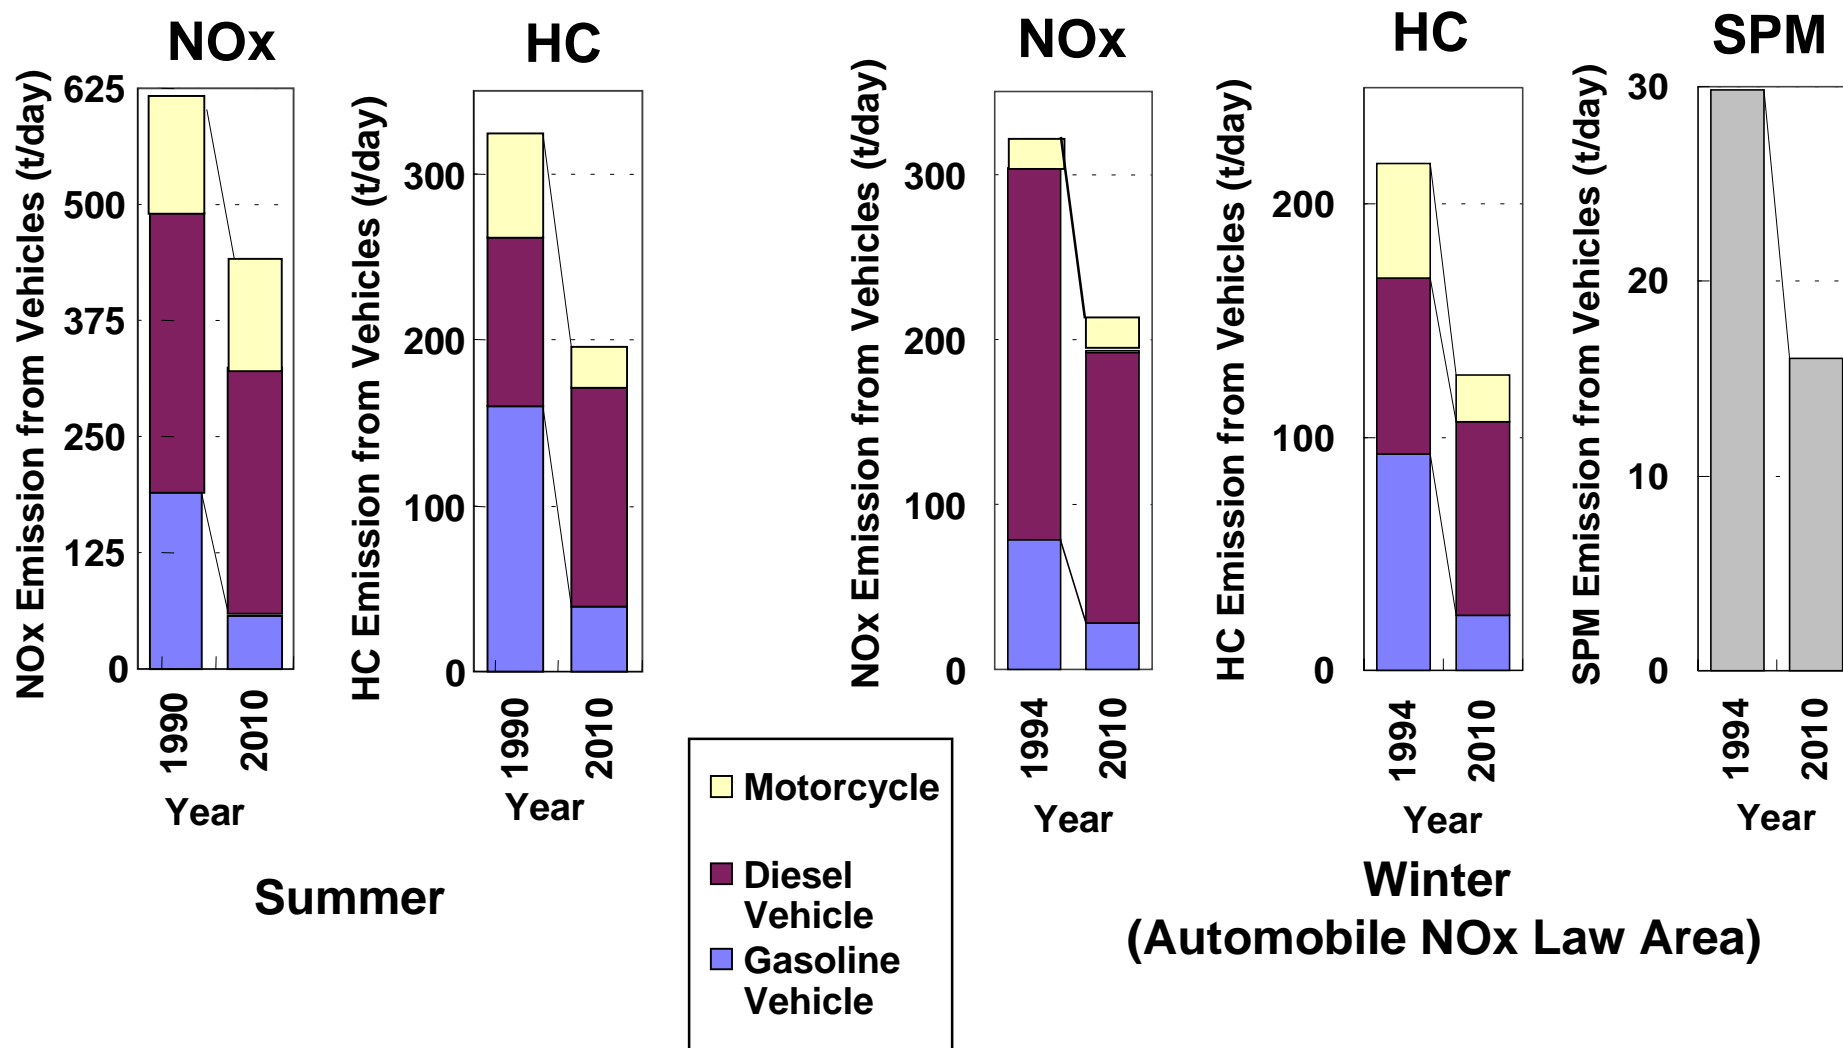 NOx
NOx Emission from Vehicles (t/day)
625
500
375
250
125
0
1990
2010
Year
HC
HC Emission from Vehicles (t/day)
300
200
100
0
1990
2010
Year
Summer
Motorcycle
Diesel
Vehicle
Gasoline
Vehicle
NOx
NOx Emission from Vehicles (t/day)
300
200
100
0
1994
2010
Year
HC
HC Emission from Vehicles (t/day)
200
100
0
1994
2010
Year
SPM
SPM Emission from Vehicles (t/day)
30
20
10
0
1994
2010
Year
Winter
(Automobile NOx Law Area)